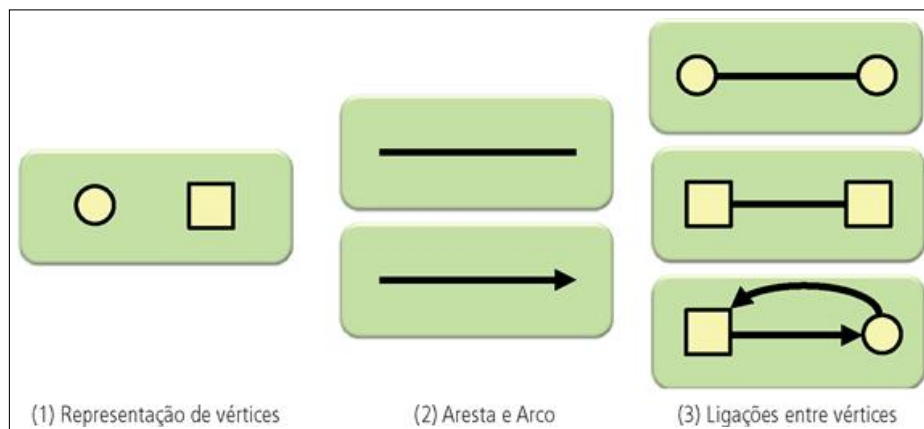 (1) Representação de vértices
(2) Aresta e Arco
(3) Ligações entre vértices